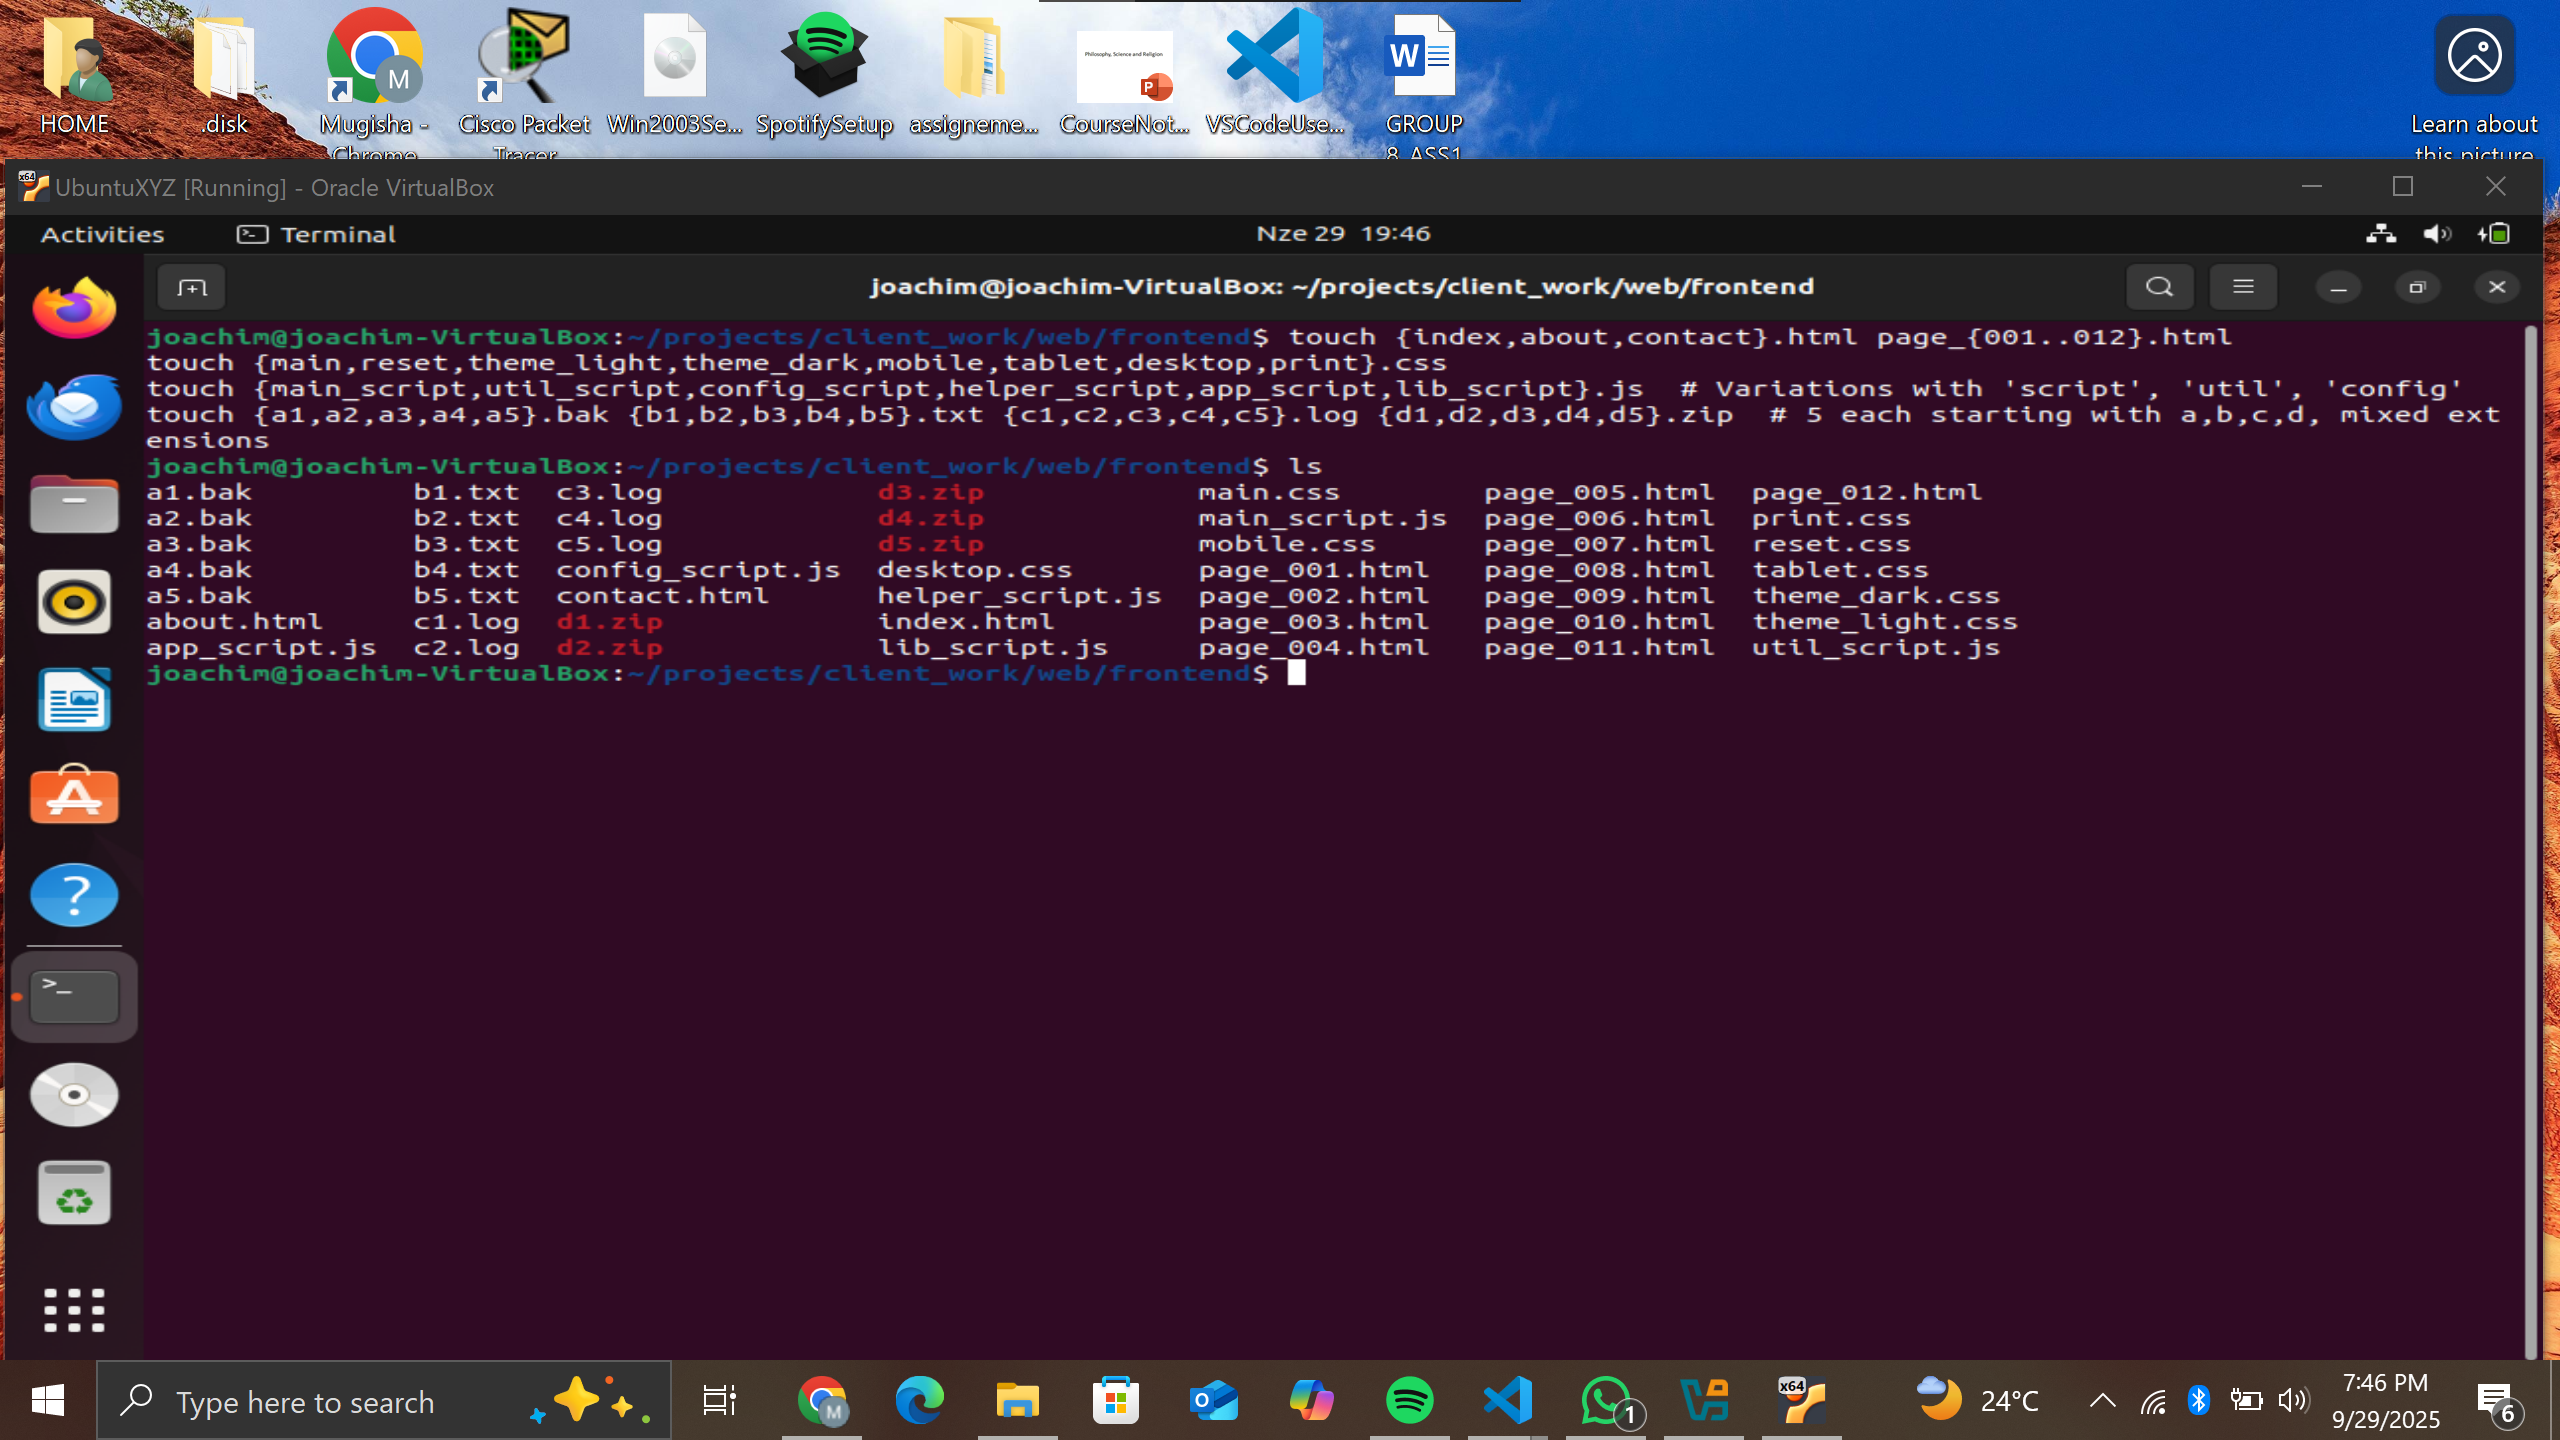 HOME
.disk
Mugisha -
Chrome
Cisco Packet
Tracer
Win2003Se...
SpotifySetup
assigneme...
Philosophy, Science and Religion
CourseNot...
VSCodeUse...
GROUP
8_ASS1
Learn about
this picture
UbuntuXYZ [Running] - Oracle VirtualBox
Activities
Terminal
Nze 29 19:46
joachim@joachim-VirtualBox: ~/projects/client_work/web/frontend
joachim@joachim-VirtualBox:~/projects/client_work/web/frontend$ touch {index,about,contact}.html page_{001..012}.html
touch {main,reset,theme_light,theme_dark,mobile,tablet,desktop,print}.css
touch {main_script,util_script,config_script,helper_script,app_script,lib_script}.js  # Variations with 'script', 'util', 'config'
touch {a1,a2,a3,a4,a5}.bak {b1,b2,b3,b4,b5}.txt {c1,c2,c3,c4,c5}.log {d1,d2,d3,d4,d5}.zip  # 5 each starting with a,b,c,d, mixed ext
ensions
joachim@joachim-VirtualBox:~/projects/client_work/web/frontend$ ls
a1.bak b1.txt c3.log d3.zip main.css page_005.html page_012.html
a2.bak b2.txt c4.log d4.zip main_script.js page_006.html print.css
a3.bak b3.txt c5.log d5.zip mobile.css page_007.html reset.css
a4.bak b4.txt config_script.js desktop.css page_001.html page_008.html tablet.css
a5.bak b5.txt contact.html helper_script.js page_002.html page_009.html theme_dark.css
about.html c1.log d1.zip index.html page_003.html page_010.html theme_light.css
app_script.js c2.log d2.zip lib_script.js page_004.html page_011.html util_script.js
joachim@joachim-VirtualBox:~/projects/client_work/web/frontend$
Type here to search
24°C
7:46 PM
9/29/2025